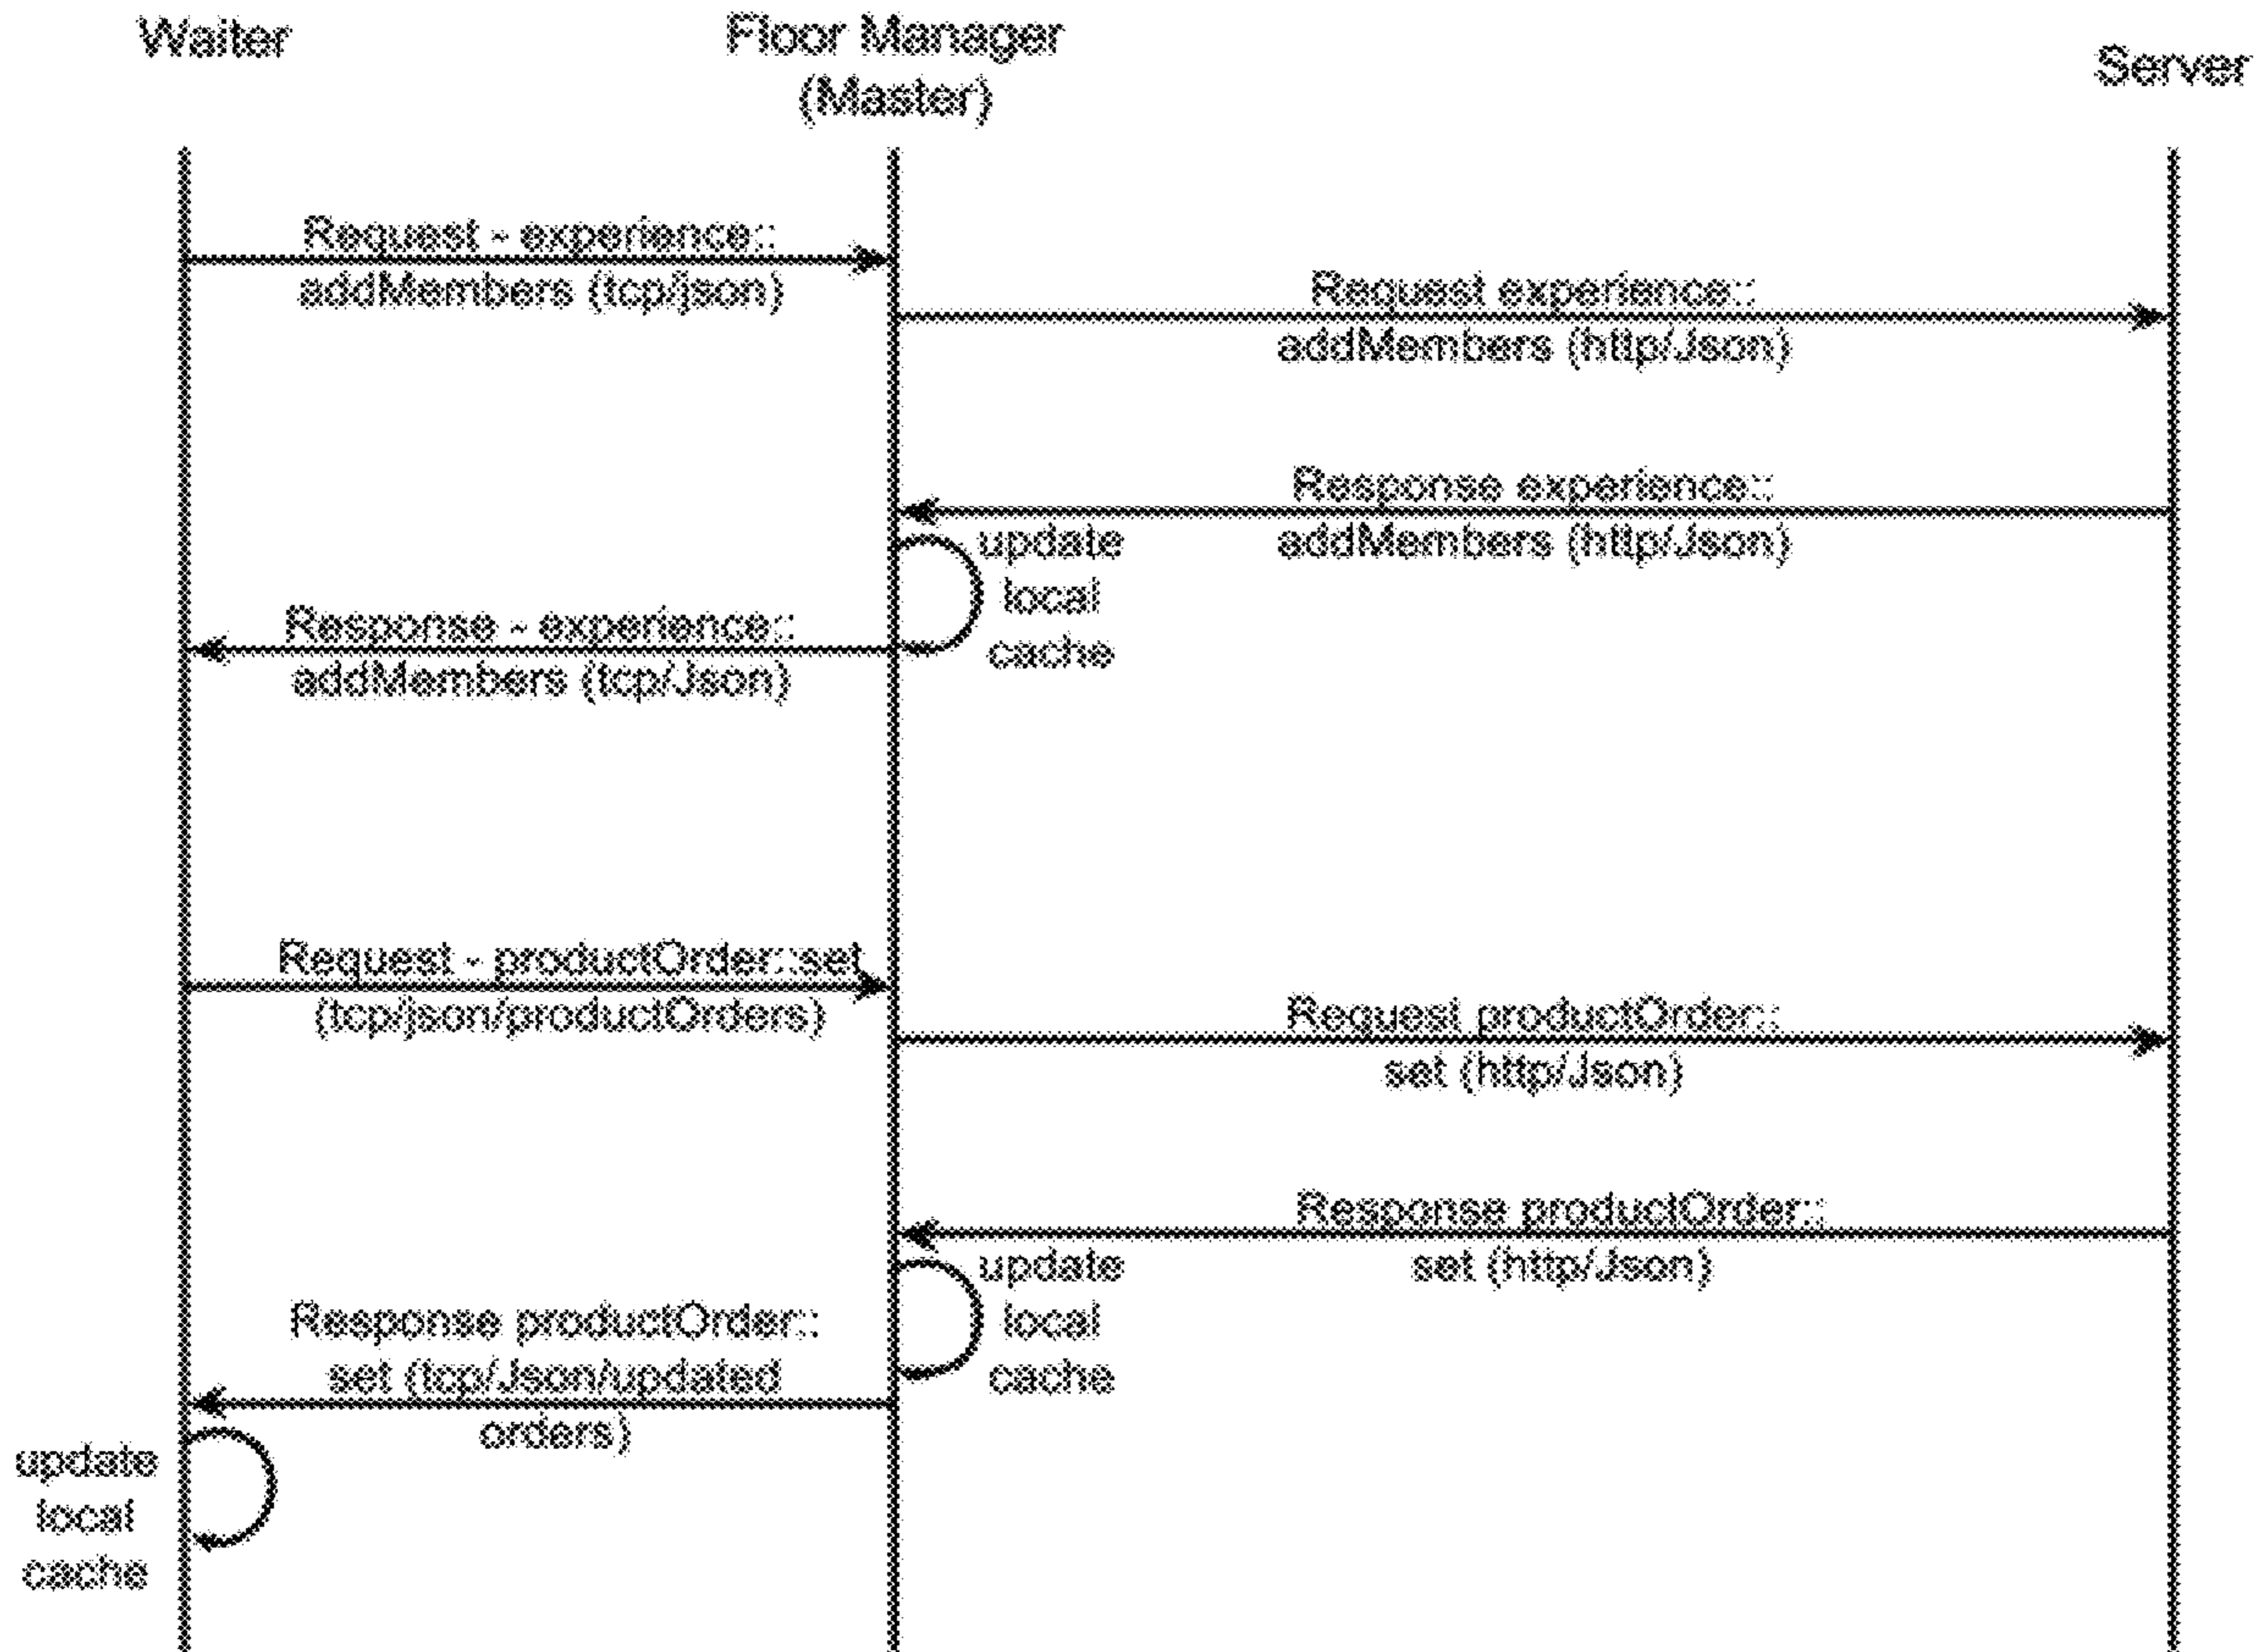 Waiter
Floor Manager
(Master)
Server
Request - experience::
addMembers (tcp/json)
Request experience::
addMembers (http/Json)
Response experience::
addMembers (http/Json)
update
local
cache
Response - experience::
addMembers (tcp/Json)
Request - productOrder::set
(tcp/json/productOrders)
Request productOrder::
set (http/Json)
Response productOrder::
set (http/Json)
update
local
cache
Response productOrder::
set (tcp/Json/updated
orders)
update
local
cache